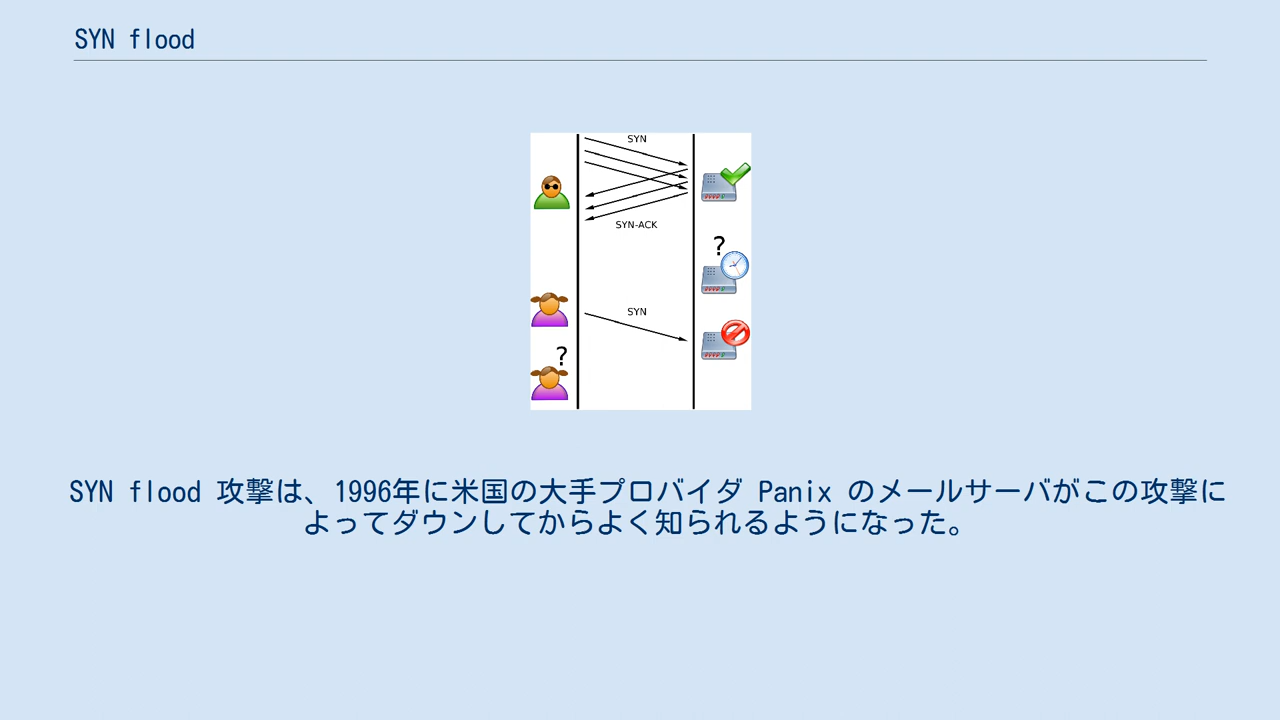 SYN flood
SYN
SYN-ACK
?
SYN
?
SYN flood 攻撃は、1996年に米国の大手プロバイダ Panix のメールサーバがこの攻撃に
よってダウンしてからよく知られるようになった。